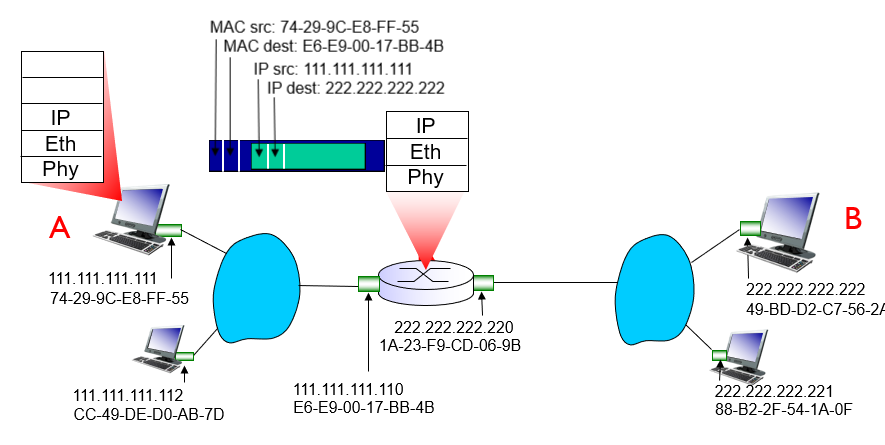 MAC src: 74-29-9C-E8-FF-55
MAC dest: E6-E9-00-17-BB-4B
IP src: 111.111.111.111
IP dest: 222.222.222.222
IP
Eth
Phy
IP
Eth
Phy
A
B
111.111.111.111
74-29-9C-E8-FF-55
222.222.222.222
49-BD-D2-C7-56-2A
222.222.222.220
1A-23-F9-CD-06-9B
111.111.111.112
CC-49-DE-D0-AB-7D
111.111.111.110
E6-E9-00-17-BB-4B
222.222.222.221
88-B2-2F-54-1A-0F